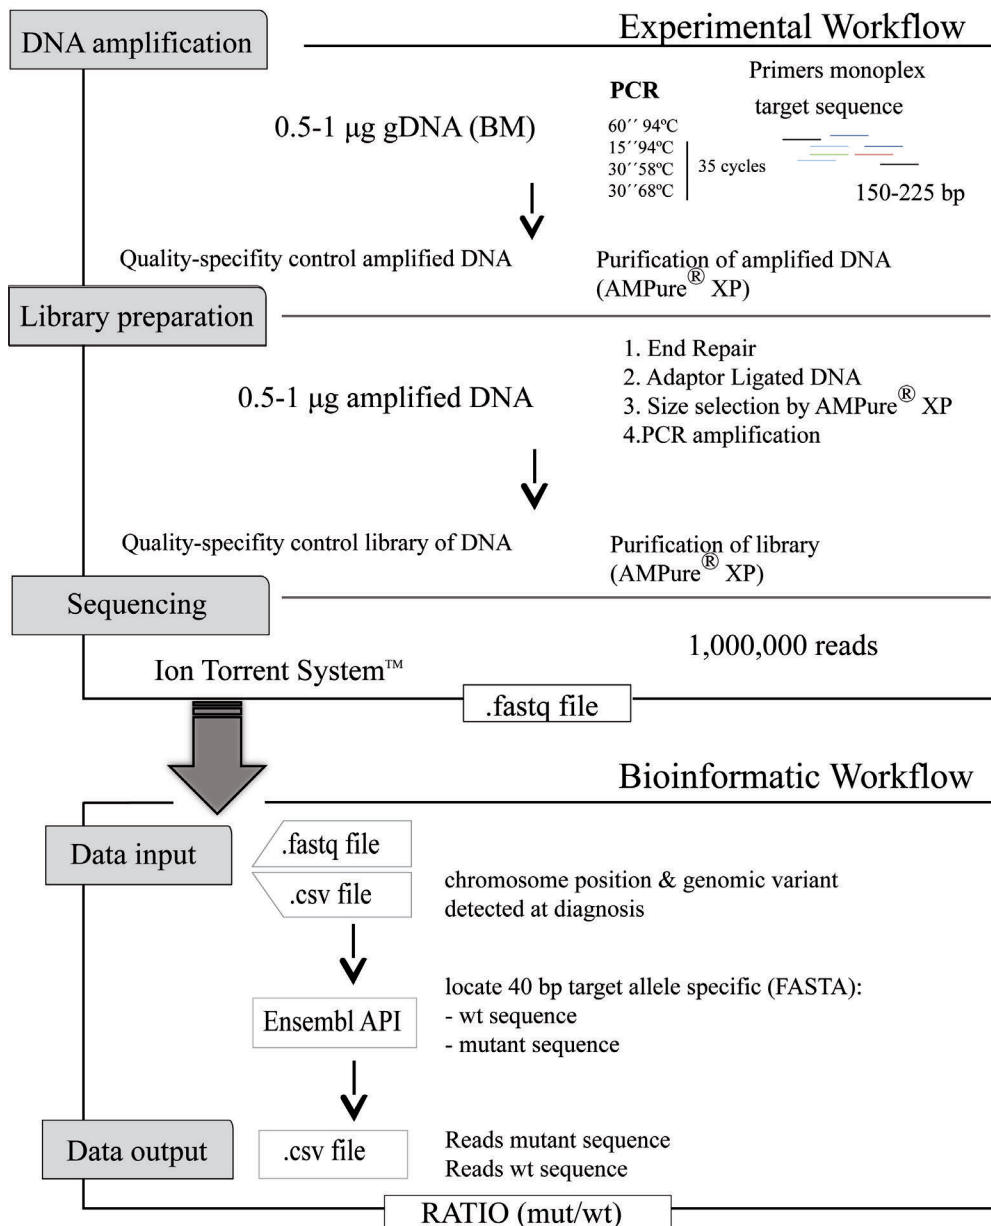 DNA amplification
Experimental Workflow
0.5-1 μg gDNA (BM)
PCR
60´´ 94ºC
15´´94ºC
30´´58ºC
30´´68ºC
35 cycles
Primers monoplex
target sequence
150-225 bp
Quality-specifity control amplified DNA
Purification of amplified DNA
(AMPure® XP)
Library preparation
0.5-1 μg amplified DNA
1. End Repair
2. Adaptor Ligated DNA
3. Size selection by AMPure® XP
4.PCR amplification
Quality-specifity control library of DNA
Purification of library
(AMPure® XP)
Sequencing
Ion Torrent System™
1,000,000 reads
.fastq file
Bioinformatic Workflow
Data input
.fastq file
.csv file
chromosome position & genomic variant
detected at diagnosis
Ensembl API
locate 40 bp target allele specific (FASTA):
- wt sequence
- mutant sequence
Data output
.csv file
Reads mutant sequence
Reads wt sequence
RATIO (mut/wt)